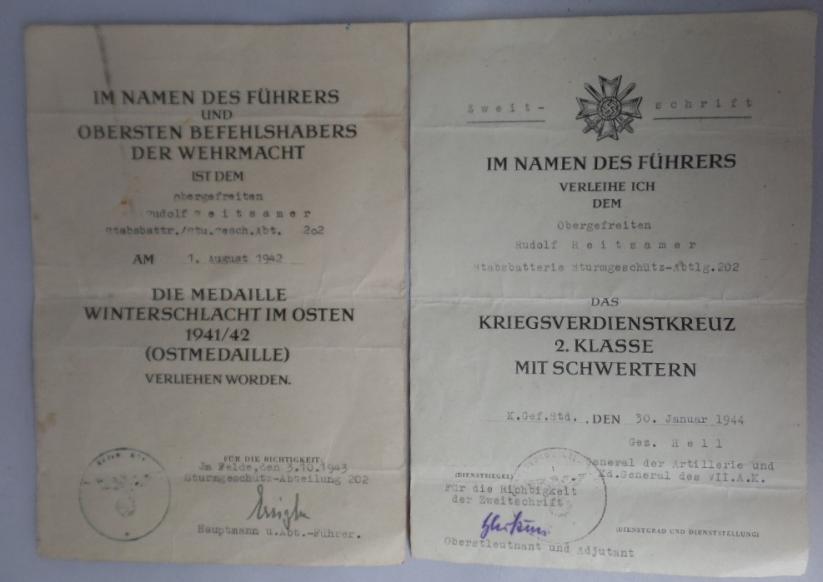 IM NAMEN DES FÜHRERS
UND
OBERSTEN BEFEHLSHABERS
DER WEHRMACHT
IST DEM
Obergefreiten
Rudolf Reitsamer
Stabsbattr./Stu.Gesch.Abt. 202
AM 1. August 1942
DIE MEDAILLE
WINTERSCHLACHT IM OSTEN
1941/42
(OSTMEDAILLE)
VERLIEHEN WORDEN.
FÜR DIE RICHTIGKEIT
Jm Felde, den 3.10.1943
Sturmgeschütz-Abteilung 202
Hauptmann u.Abt.-Führer.
Zweit- schrift
IM NAMEN DES FÜHRERS
VERLEIHE ICH
DEM
Obergefreiten
Rudolf Reitsamer
Stabsbatterie Sturmgeschütz-Abtlg.202
DAS
KRIEGSVERDIENSTKREUZ
2. KLASSE
MIT SCHWERTERN
K.Gef.Std. , DEN 30. Januar 1944
Gez. Hell
General der Artillerie und
Kd.General des VII.A.K.
(DIENSTSIEGEL)
Für die Richtigkeit
der Zweitschrift
(DIENSTGRAD UND DIENSTSTELLUNG)
Oberstleutnant und Adjutant